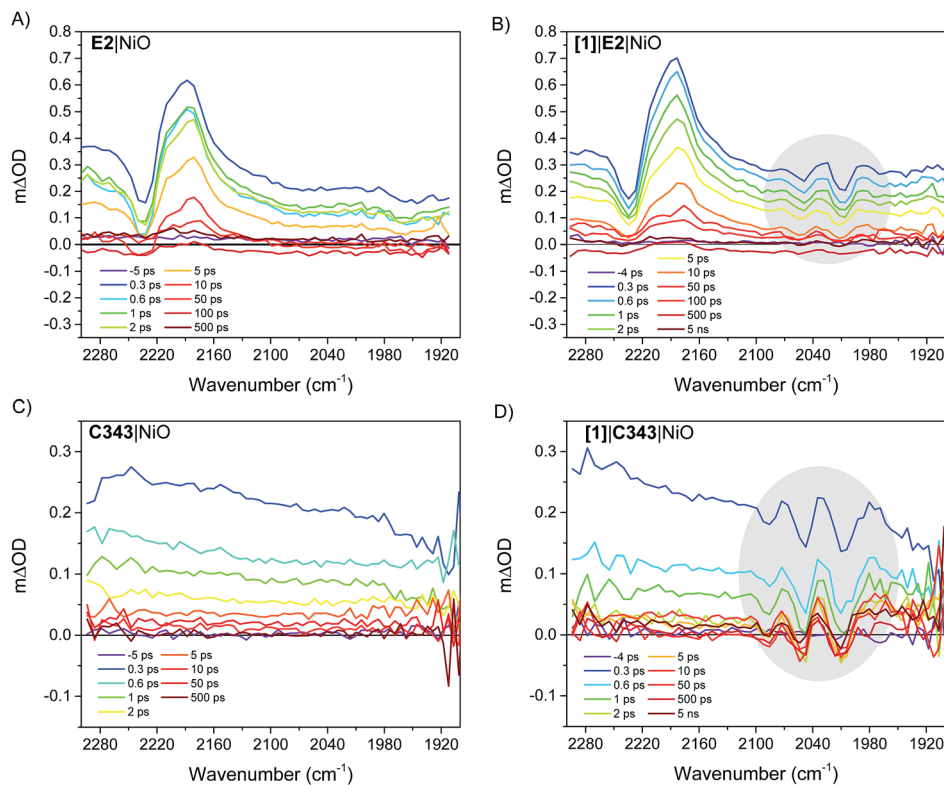 A)
E2|NiO
0.8
0.7
0.6
0.5
0.4
0.3
0.2
0.1
0.0
-0.1
-0.2
-0.3
mΔOD
-5 ps
0.3 ps
0.6 ps
1 ps
2 ps
5 ps
10 ps
50 ps
100 ps
500 ps
2280 2220 2160 2100 2040 1980 1920
Wavenumber (cm-1)
B)
[1]|E2|NiO
0.8
0.7
0.6
0.5
0.4
0.3
0.2
0.1
0.0
-0.1
-0.2
-0.3
mΔOD
-4 ps
0.3 ps
0.6 ps
1 ps
2 ps
5 ps
10 ps
50 ps
100 ps
500 ps
5 ns
2280 2220 2160 2100 2040 1980 1920
Wavenumber (cm-1)
C)
C343|NiO
0.3
0.2
0.1
0.0
-0.1
mΔOD
-5 ps
0.3 ps
0.6 ps
1 ps
2 ps
5 ps
10 ps
50 ps
500 ps
2280 2220 2160 2100 2040 1980 1920
Wavenumber (cm-1)
D)
[1]|C343|NiO
0.3
0.2
0.1
0.0
-0.1
mΔOD
-4 ps
0.3 ps
0.6 ps
1 ps
2 ps
5 ps
10 ps
50 ps
500 ps
5 ns
2280 2220 2160 2100 2040 1980 1920
Wavenumber (cm-1)